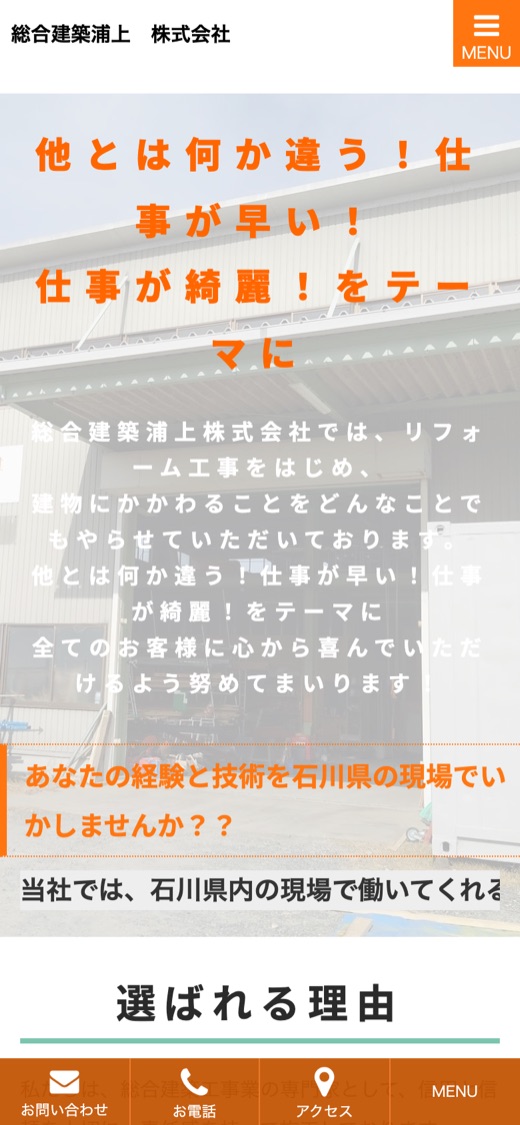 総合建築浦上　株式会社
MENU
他とは何か違う！仕
事が早い！
仕事が綺麗！をテー
マに
総合建築浦上株式会社では、リフォ
ーム工事をはじめ、
建物にかかわることをどんなことで
もやらせていただいております。
他とは何か違う！仕事が早い！仕事
が綺麗！をテーマに
全てのお客様に心から喜んでいただ
けるよう努めてまいります！
あなたの経験と技術を石川県の現場でい
かしませんか？？
当社では、石川県内の現場で働いてくれる
選ばれる理由
お問い合わせ
お電話
アクセス
MENU